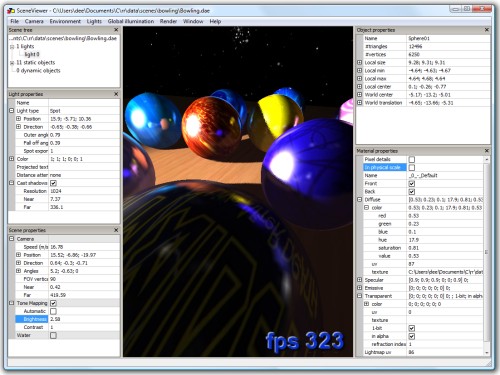 SceneViewer - C:\Users\dee\Documents\C\r\data\scenes\bowling\Bowling.dae
File Camera Environment Lights Global illumination Render Window Help
Scene tree
...nts\C\r\data\scenes\bowling\Bowling.dae
1 lights
light 0
11 static objects
0 dynamic objects
Light properties
Name
Light type Spot
Position 15.9; -5.71; 10.36
Direction -0.65; -0.38; -0.66
Outer angle 0.79
Fall off angl 0.39
Spot expor 1
Color 1; 1; 1; 0; 0; 1
Projected text
Distance atten none
Cast shadows
Resolution 1024
Near 7.37
Far 336.1
Scene properties
Camera
Speed (m/s 16.78
Position 15.52; -6.86; -19.97
Direction 0.64; -0.3; -0.71
Angles 5.2; -0.63; 0
FOV vertica 90
Near 0.42
Far 419.59
Tone Mapping
Automatic
Brightness 2.58
Contrast 1
Water
fps 323
Object properties
Name Sphere01
#triangles 12496
#vertices 6250
Local size 9.28; 9.31; 9.31
Local min -4.64; -4.63; -4.67
Local max 4.64; 4.68; 4.64
Local center 0.1; -0.26; -0.77
World center -5.17; -13.2; -5.01
World translation -4.65; -13.66; -5.31
Material properties
Pixel details
In physical scale
Name _0_-_Default
Front
Back
Diffuse [0.53; 0.23; 0.1; 17.9; 0.81; 0.53
color 0.53; 0.23; 0.1; 17.9; 0.81; 0.53
red 0.53
green 0.23
blue 0.1
hue 17.9
saturation 0.81
value 0.53
uv 87
texture C:\Users\dee\Documents\C\r\dat
Specular [0.9; 0.9; 0.9; 0; 0; 0.9] 0;
Emissive [0; 0; 0; 0; 0; 0] 0;
Transparent [0; 0; 0; 0; 0; 0] 0; ; 1-bit; in alp
color 0; 0; 0; 0; 0; 0
uv 0
texture
1-bit
in alpha
refraction index 1
Lightmap uv 86